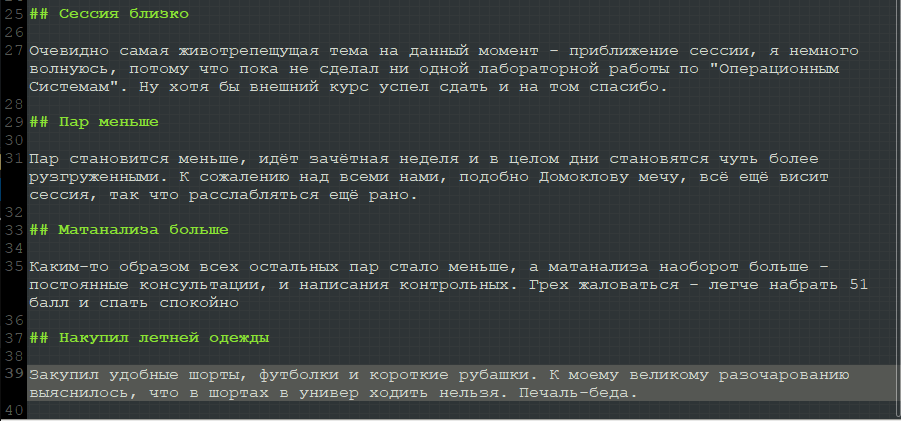 25 ## Сессия близко
26
27 Очевидно самая животрепещущая тема на данный момент - приближение сессии, я немного
волнуюсь, потому что пока не сделал ни одной лабораторной работы по "Операционным
Системам". Ну хотя бы внешний курс успел сдать и на том спасибо.
28
29 ## Пар меньше
30
31 Пар становится меньше, идёт зачётная неделя и в целом дни становятся чуть более
рузгруженными. К сожалению над всеми нами, подобно Домоклову мечу, всё ещё висит
сессия, так что расслабляться ещё рано.
32
33 ## Матанализа больше
34
35 Каким-то образом всех остальных пар стало меньше, а матанализа наоборот больше -
постоянные консультации, и написания контрольных. Грех жаловаться - легче набрать 51
балл и спать спокойно
36
37 ## Накупил летней одежды
38
39 Закупил удобные шорты, футболки и короткие рубашки. К моему великому разочарованию
выяснилось, что в шортах в универ ходить нельзя. Печаль-беда.
40